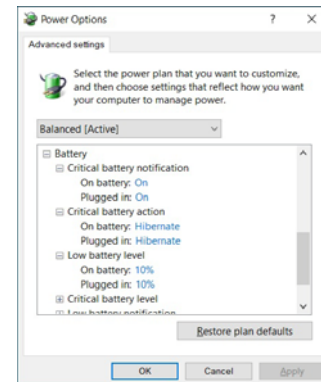 Power Options
Advanced settings
Select the power plan that you want to customize,
and then choose settings that reflect how you want
your computer to manage power.
Balanced [Active]
Battery
Critical battery notification
On battery: On
Plugged in: On
Critical battery action
On battery: Hibernate
Plugged in: Hibernate
Low battery level
On battery: 10%
Plugged in: 10%
Critical battery level
Low battery notification
Restore plan defaults
OK
Cancel
Apply